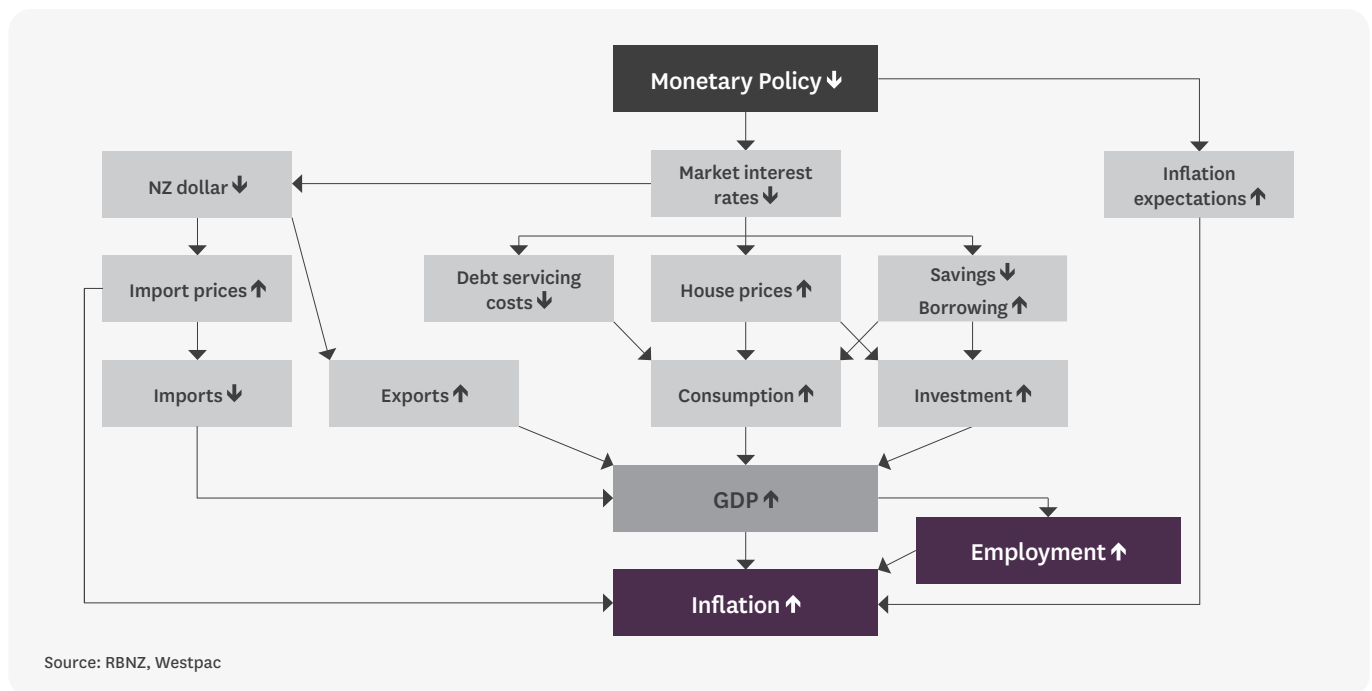 Monetary Policy ↓
NZ dollar ↓
Market interest
rates ↓
Inflation
expectations ↑
Import prices ↑
Debt servicing
costs ↓
House prices ↑
Savings ↓
Borrowing ↑
Imports ↓
Exports ↑
Consumption ↑
Investment ↑
GDP ↑
Employment ↑
Inflation ↑
Source: RBNZ, Westpac